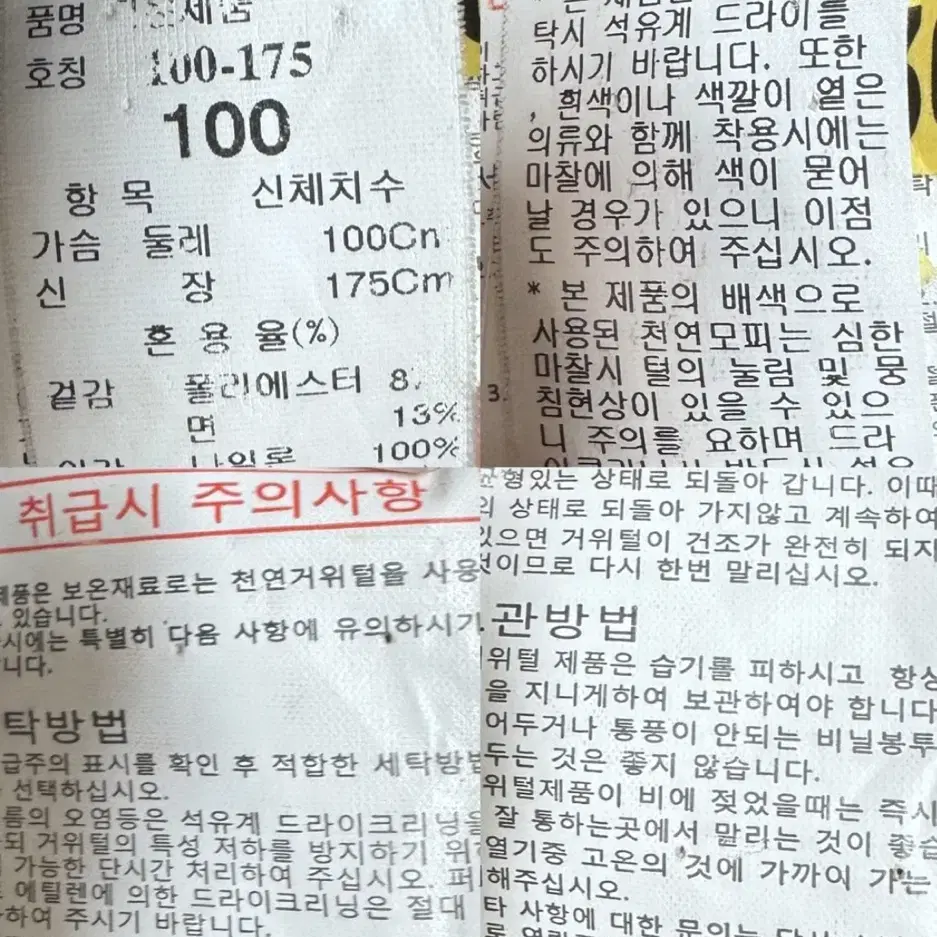 품명 제품
호칭 100-175
100
항 목 신체치수
가슴 둘레 100Cm
신 장 175Cm
혼 용 율(%)
겉감 폴리에스터 8
면 13%
나일론 100%
탁시 석유계 드라이를
하시기 바랍니다. 또한
, 흰색이나 색깔이 옅은
의류와 함께 착용시에는
마찰에 의해 색이 묻어
날 경우가 있으니 이점
도 주의하여 주십시오.
* 본 제품의 배색으로
사용된 천연모피는 심한
마찰시 털의 눌림 및 뭉
침현상이 있을 수 있으
니 주의를 요하며 드라
취급시 주의사항
제품은 보온재료로는 천연거위털을 사용
있습니다.
시에는 특별히 다음 사항에 유의하시기
니다.
탁방법
급주의 표시를 확인 후 적합한 세탁방법
선택하십시오.
름의 오염등은 석유계 드라이크리닝을
되 거위털의 특성 저하를 방지하기 위
가능한 단시간 처리하여 주십시오. 퍼
에틸렌에 의한 드라이크리닝은 절대
하여 주시기 바랍니다.
균형있는 상태로 되돌아 갑니다. 이때
의 상태로 되돌아 가지않고 계속하여
있으면 거위털이 건조가 완전히 되지
것이므로 다시 한번 말리십시오.
관방법
위털 제품은 습기를 피하시고 항상
을 지니게하여 보관하여야 합니다
어두거나 통풍이 안되는 비닐봉투
두는 것은 좋지 않습니다.
위털제품이 비에 젖었을때는 즉시
잘 통하는곳에서 말리는 것이 좋습
열기중 고온의 것에 가까이 가는
해주십시오.
타 사항에 대한 문의는